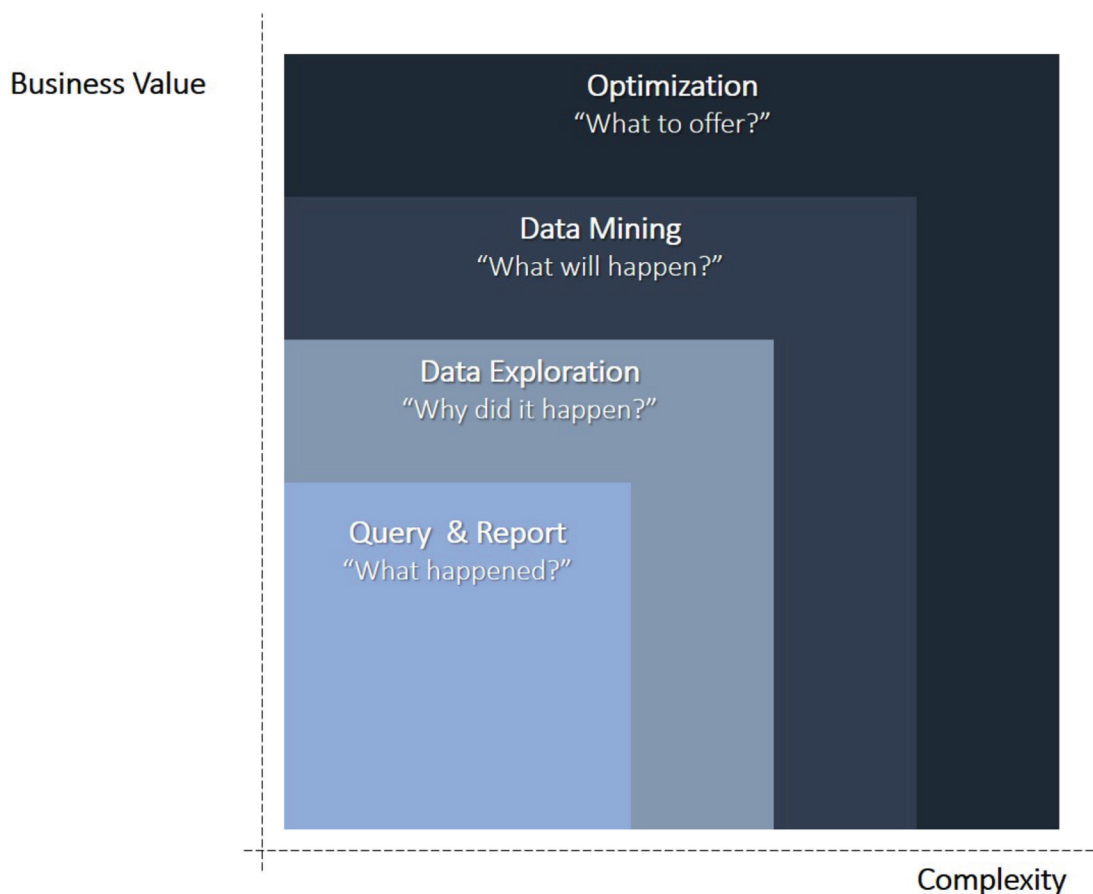 Business Value
Optimization
“What to offer?”
Data Mining
“What will happen?”
Data Exploration
“Why did it happen?”
Query & Report
“What happened?”
Complexity